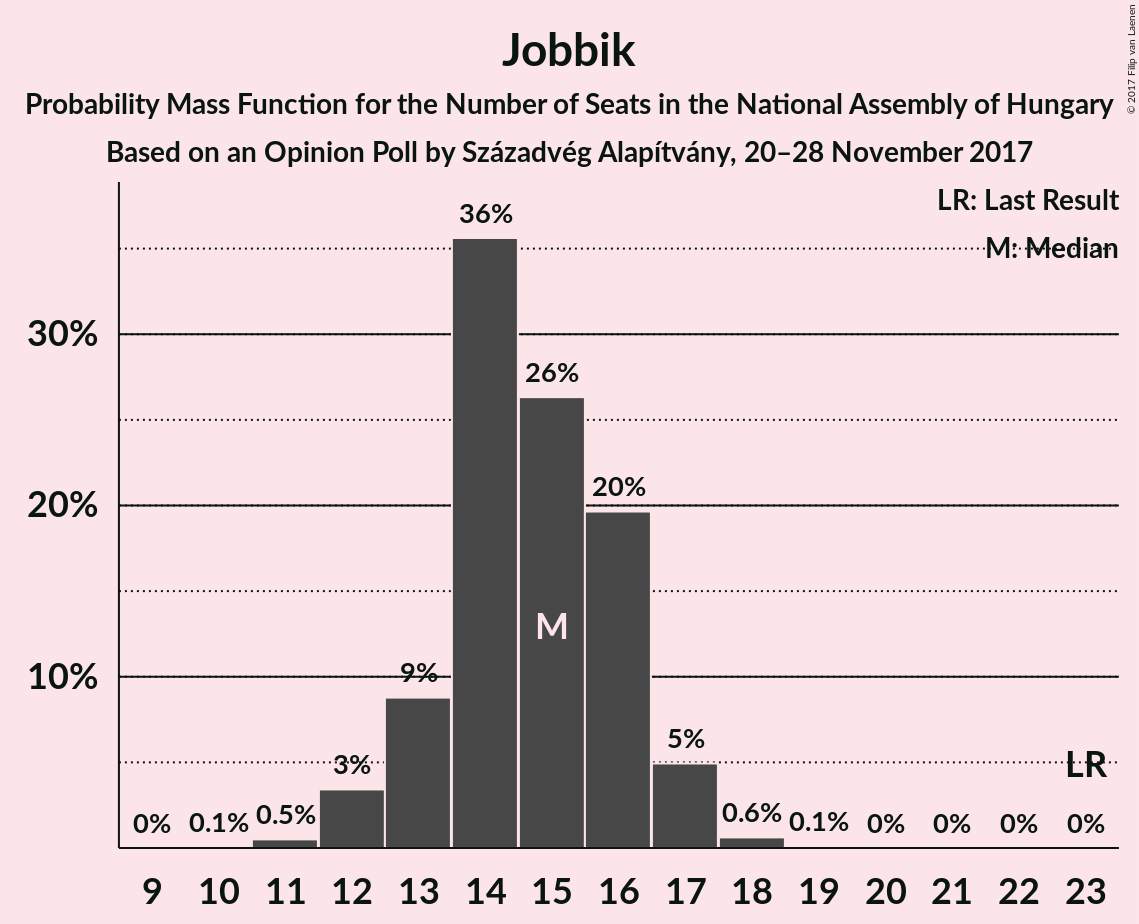 Jobbik
Probability Mass Function for the Number of Seats in the National Assembly of Hungary
Based on an Opinion Poll by Századvég Alapítvány, 20–28 November 2017
© 2017 Filip van Laenen
LR: Last Result
M: Median
36%
30%
26%
20%
20%
M
10%
9%
5%
3%
LR
0%
0.1%
0.5%
0.6%
0.1%
0%
0%
0%
0%
9 10 11 12 13 14 15 16 17 18 19 20 21 22 23